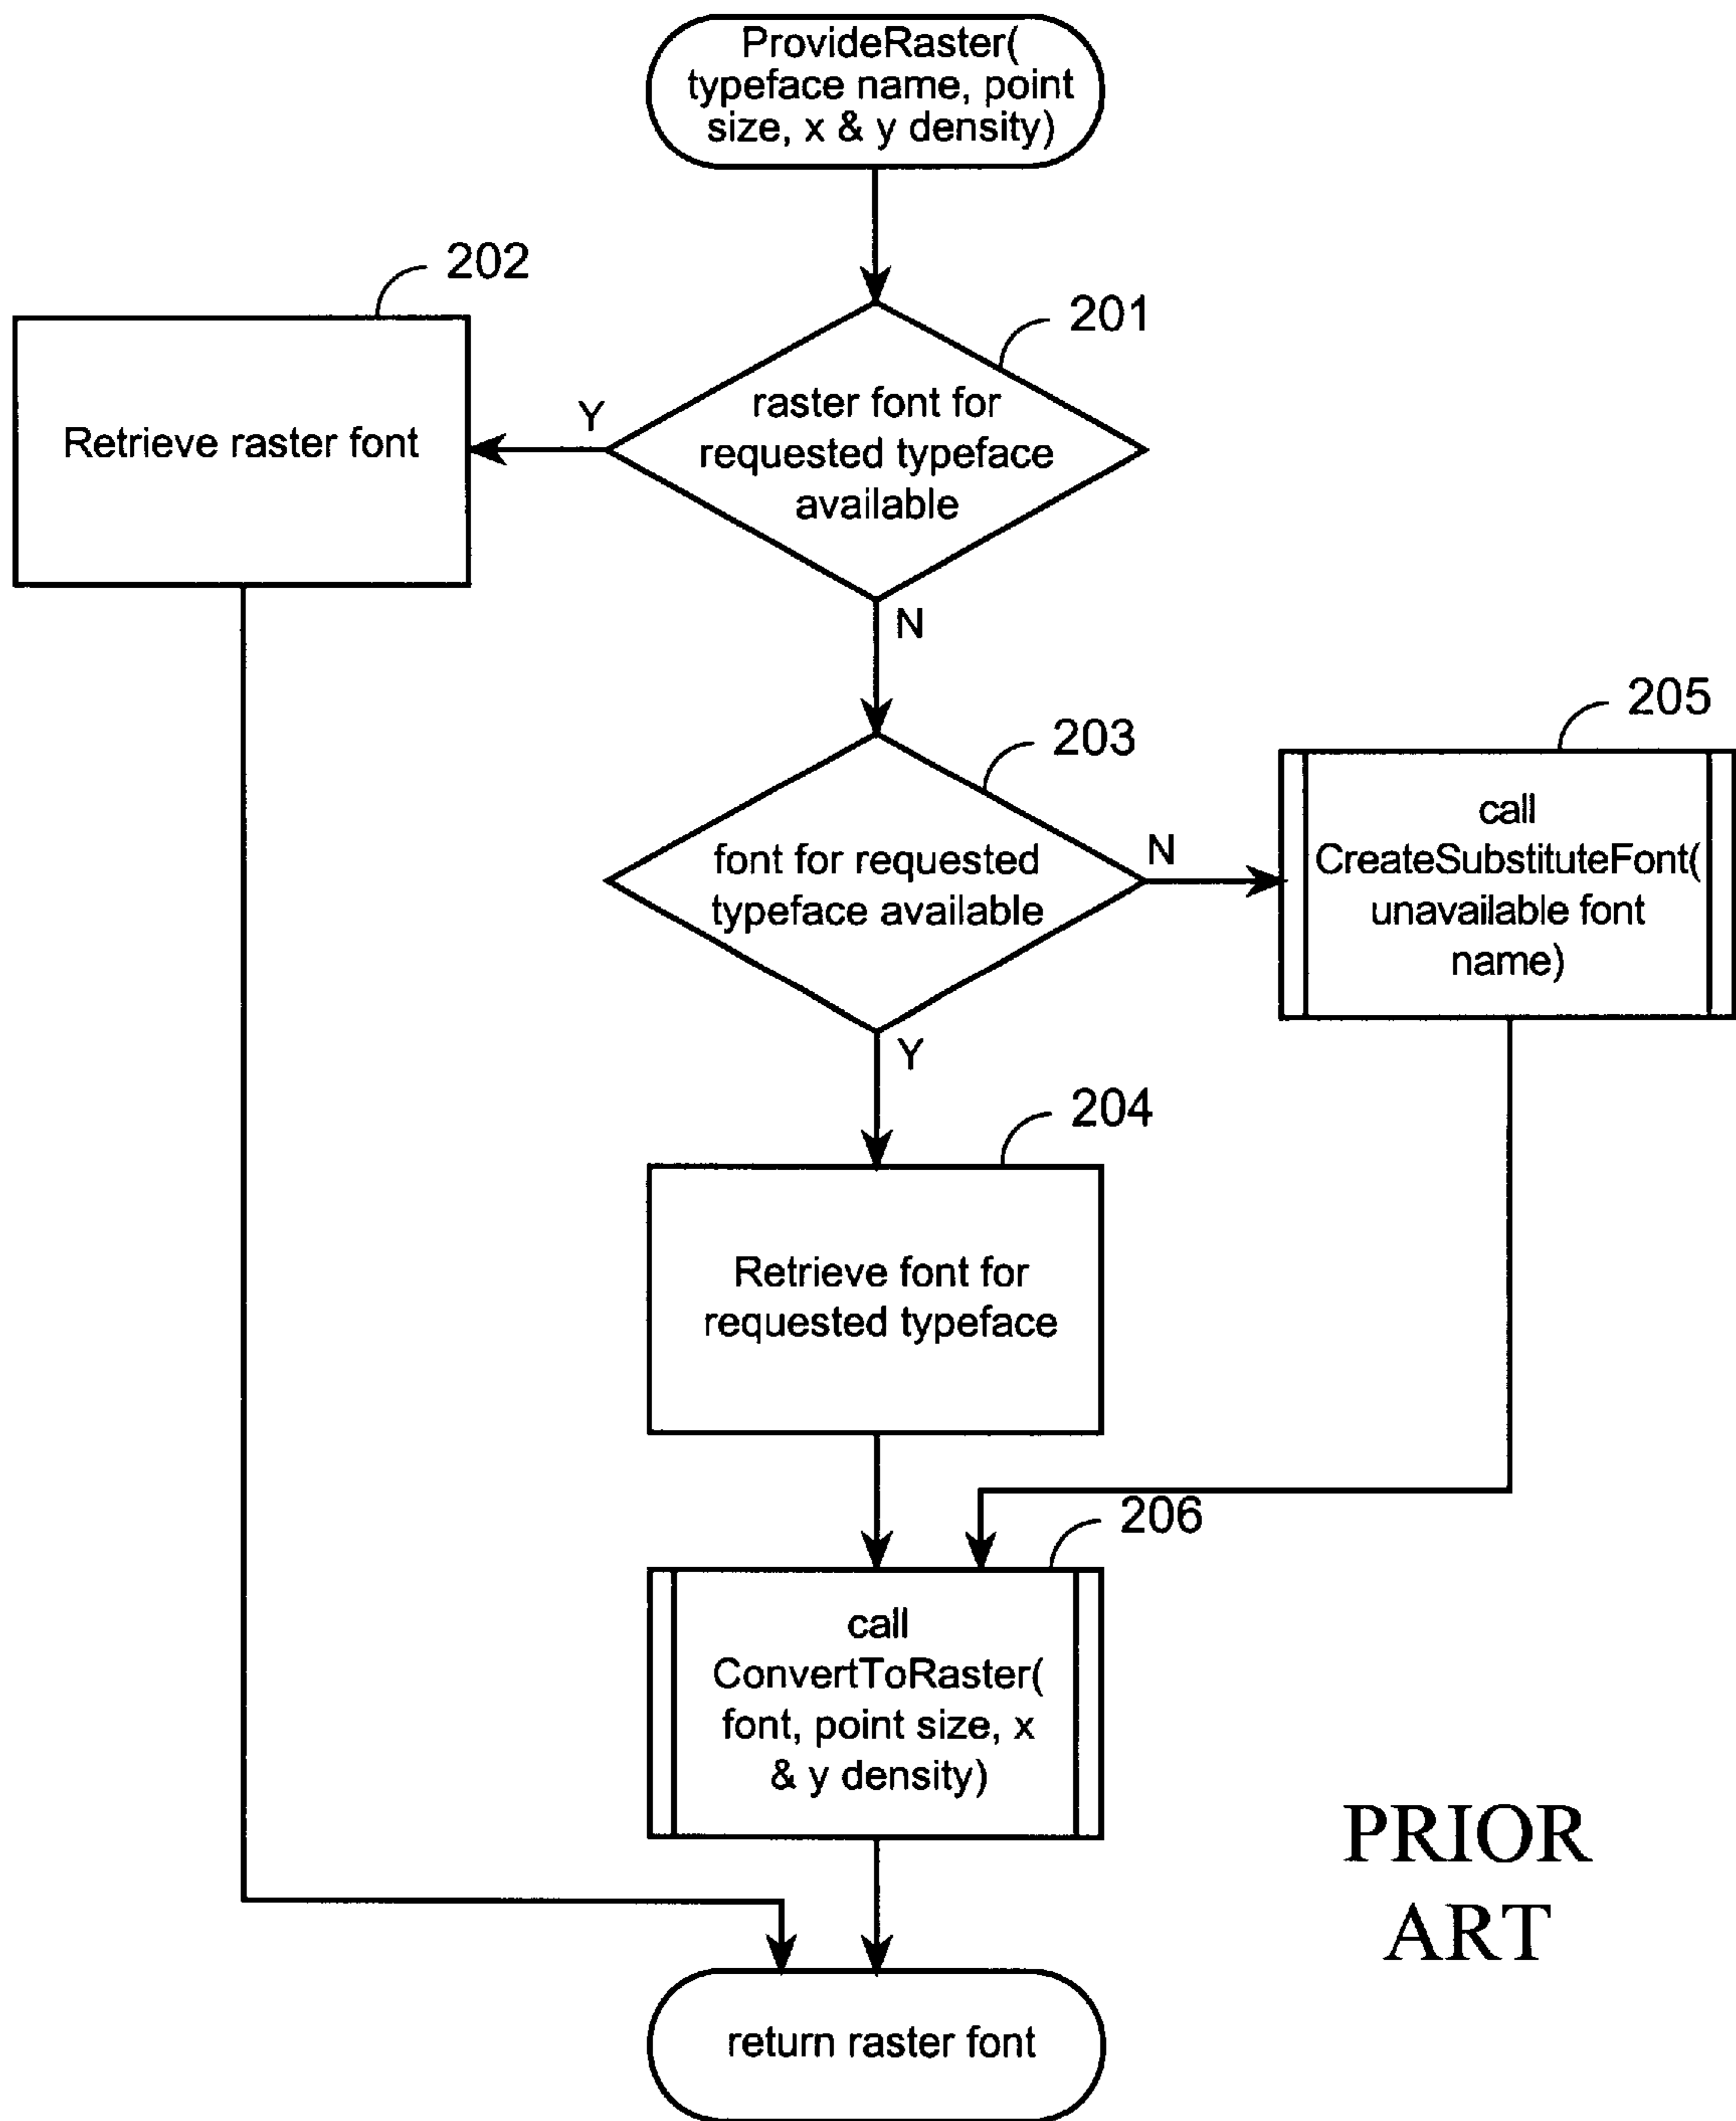 ProvideRaster(
typeface name, point
size, x & y density)
202
201
raster font for
requested typeface
available
Y
Retrieve raster font
N
203
205
font for requested
typeface available
N
call
CreateSubstituteFont(
unavailable font
name)
Y
204
Retrieve font for
requested typeface
206
call
ConvertToRaster(
font, point size, x
& y density)
PRIOR
ART
return raster font